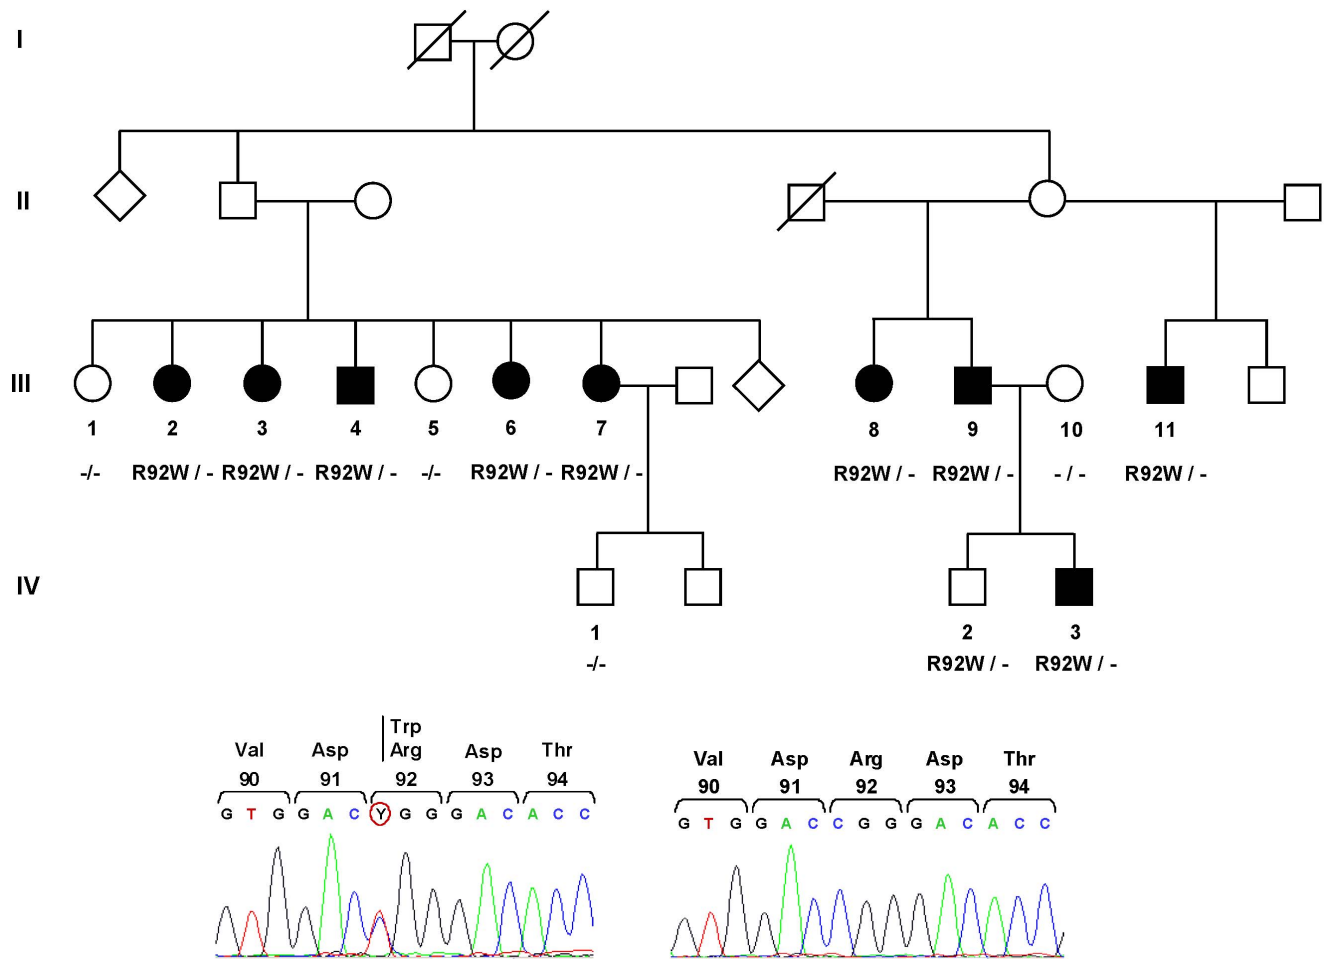 I
II
III
1 2 3 4 5 6 7 8 9 10 11
-/- R92W / - R92W / - R92W / - -/- R92W / - R92W / - R92W / - R92W / - - / - R92W / -
IV
1 2 3
-/- R92W / - R92W / -
Trp
Val Asp Arg Asp Thr
90 91 92 93 94
G T G G A C Y G G G A C A C C
Val Asp Arg Asp Thr
90 91 92 93 94
G T G G A C C G G G A C A C C